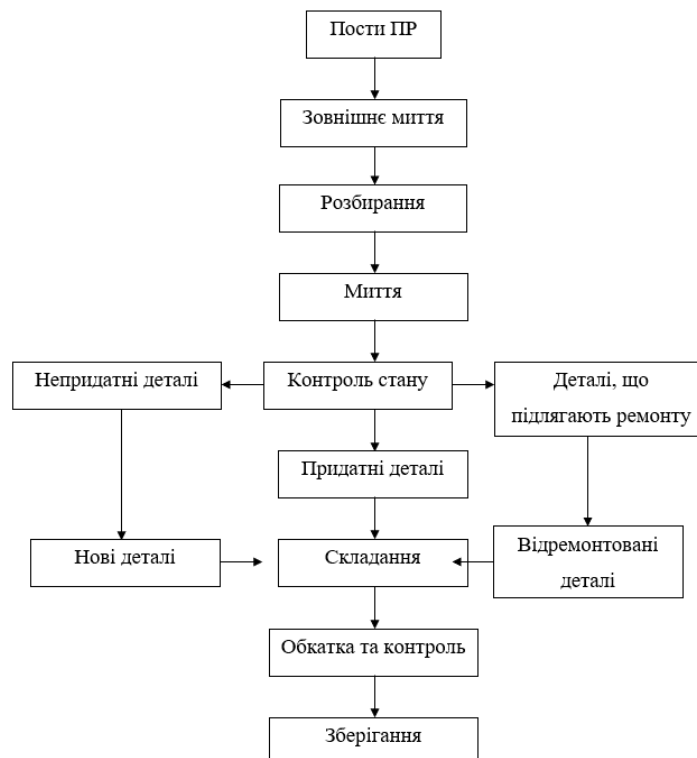 Пости ПР
Зовнішнє миття
Розбирання
Миття
Непридатні деталі
Контроль стану
Деталі, що
підлягають ремонту
Придатні деталі
Нові деталі
Складання
Відремонтовані
деталі
Обкатка та контроль
Зберігання